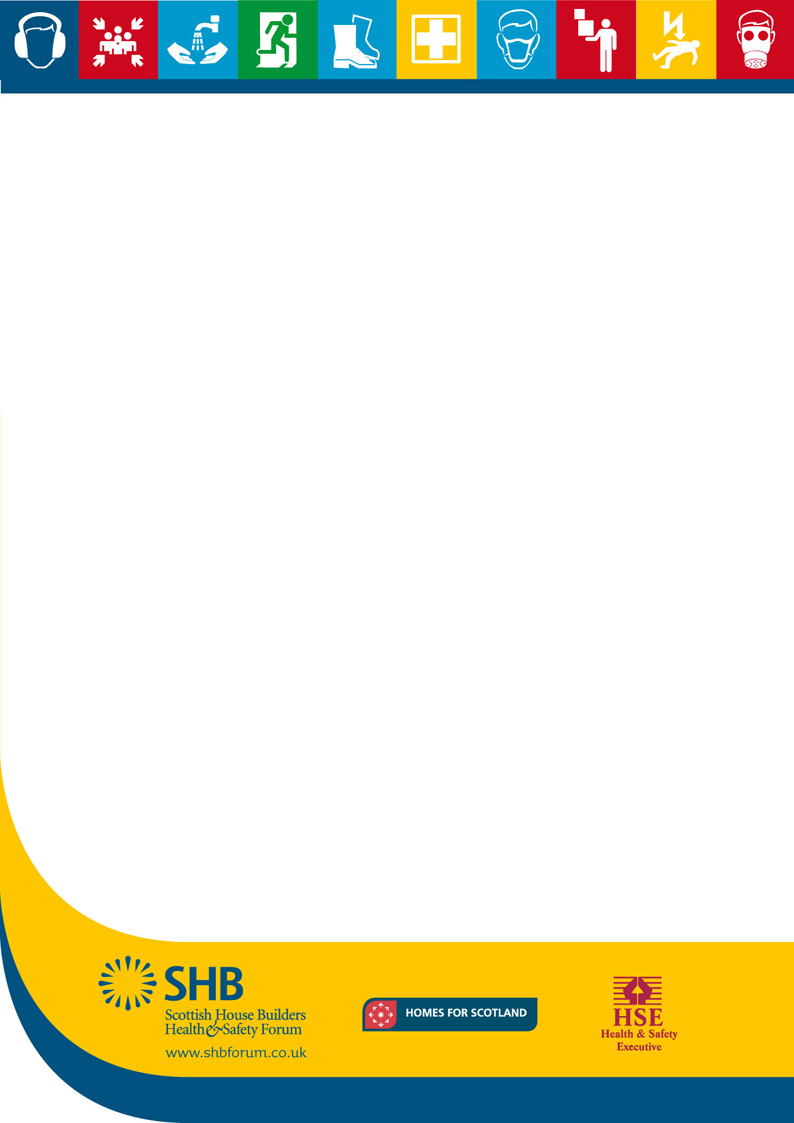 SHB
Scottish House Builders
Health & Safety Forum
www.shbforum.co.uk
HOMES FOR SCOTLAND
HSE
Health & Safety
Executive